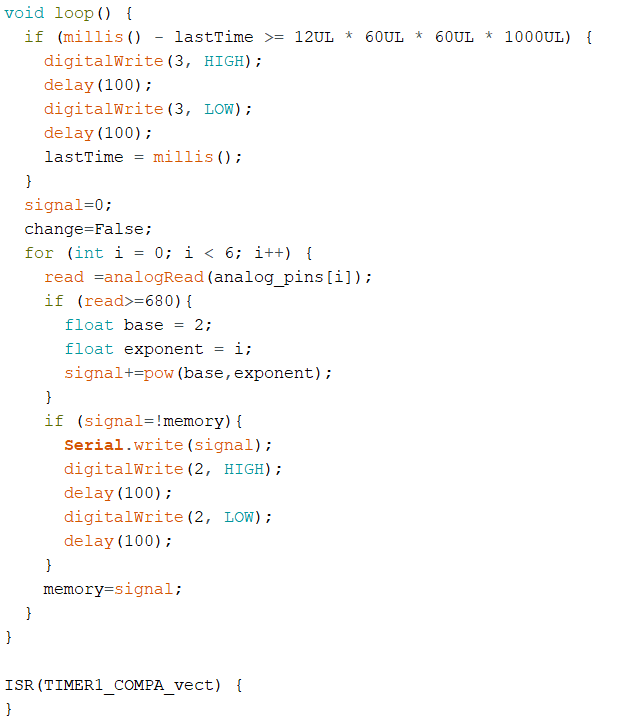 void loop() {
  if (millis() - lastTime >= 12UL * 60UL * 60UL * 1000UL) {
    digitalWrite(3, HIGH);
    delay(100);
    digitalWrite(3, LOW);
    delay(100);
    lastTime = millis();
  }
  signal=0;
  change=False;
  for (int i = 0; i < 6; i++) {
    read =analogRead(analog_pins[i]);
    if (read>=680){
      float base = 2;
      float exponent = i;
      signal+=pow(base,exponent);
    }
    if (signal=!memory){
      Serial.write(signal);
      digitalWrite(2, HIGH);
      delay(100);
      digitalWrite(2, LOW);
      delay(100);
    }
    memory=signal;
  }
}

ISR(TIMER1_COMPA_vect) {
}